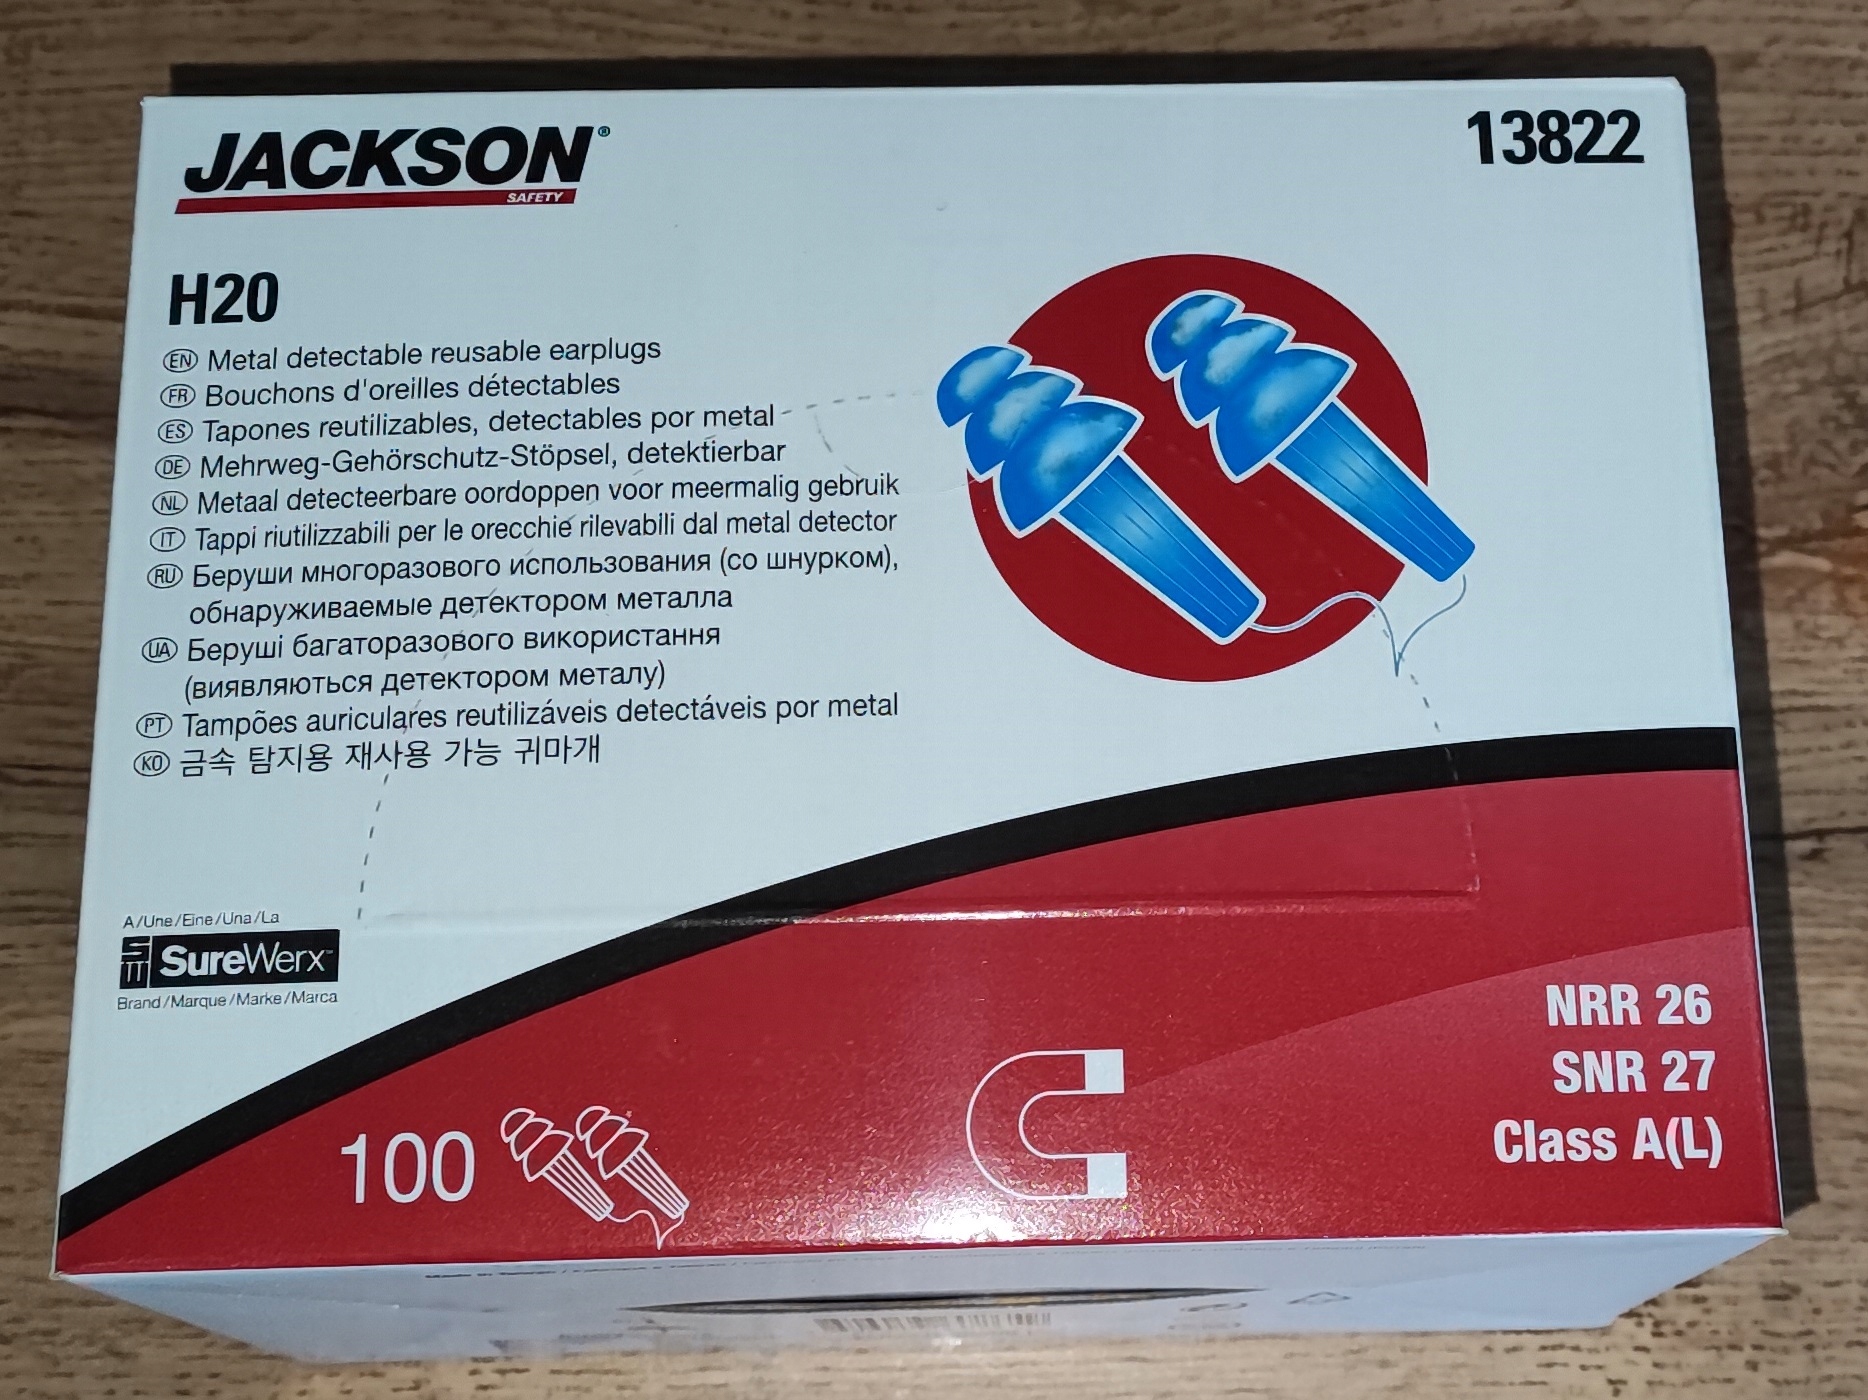 JACKSON®
SAFETY
13822
H20
EN Metal detectable reusable earplugs
FR Bouchons d'oreilles détectables
ES Tapones reutilizables, detectables por metal
DE Mehrweg-Gehörschutz-Stöpsel, detektierbar
NL Metaal detecteerbare oordoppen voor meermalig gebruik
IT Tappi riutilizzabili per le orecchie rilevabili dal metal detector
RU Беруши многоразового использования (со шнурком),
обнаруживаемые детектором металла
UA Беруші багаторазового використання
(виявляються детектором металу)
PT Tampões auriculares reutilizáveis detectáveis por metal
KO 금속 탐지용 재사용 가능 귀마개
A/Une/Eine/Una/La
SW SureWerx™
Brand/Marque/Marke/Marca
NRR 26
SNR 27
Class A(L)
100